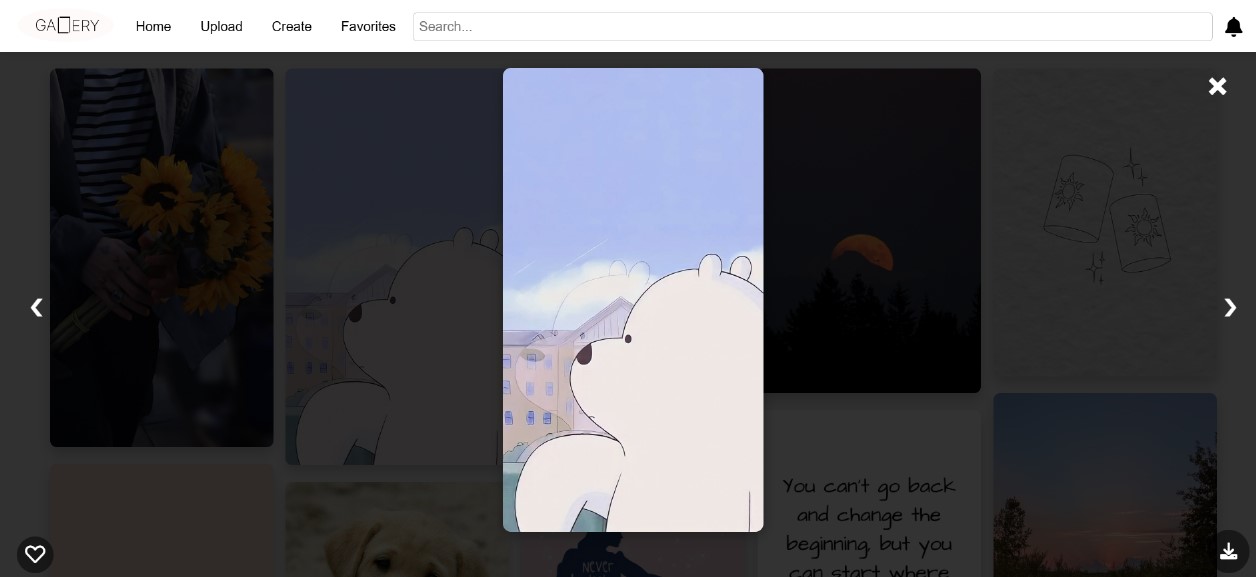 GALLERY
Home
Upload
Create
Favorites
Search...
You can't go back
and change the
beginning, but you
can start where
NEVER